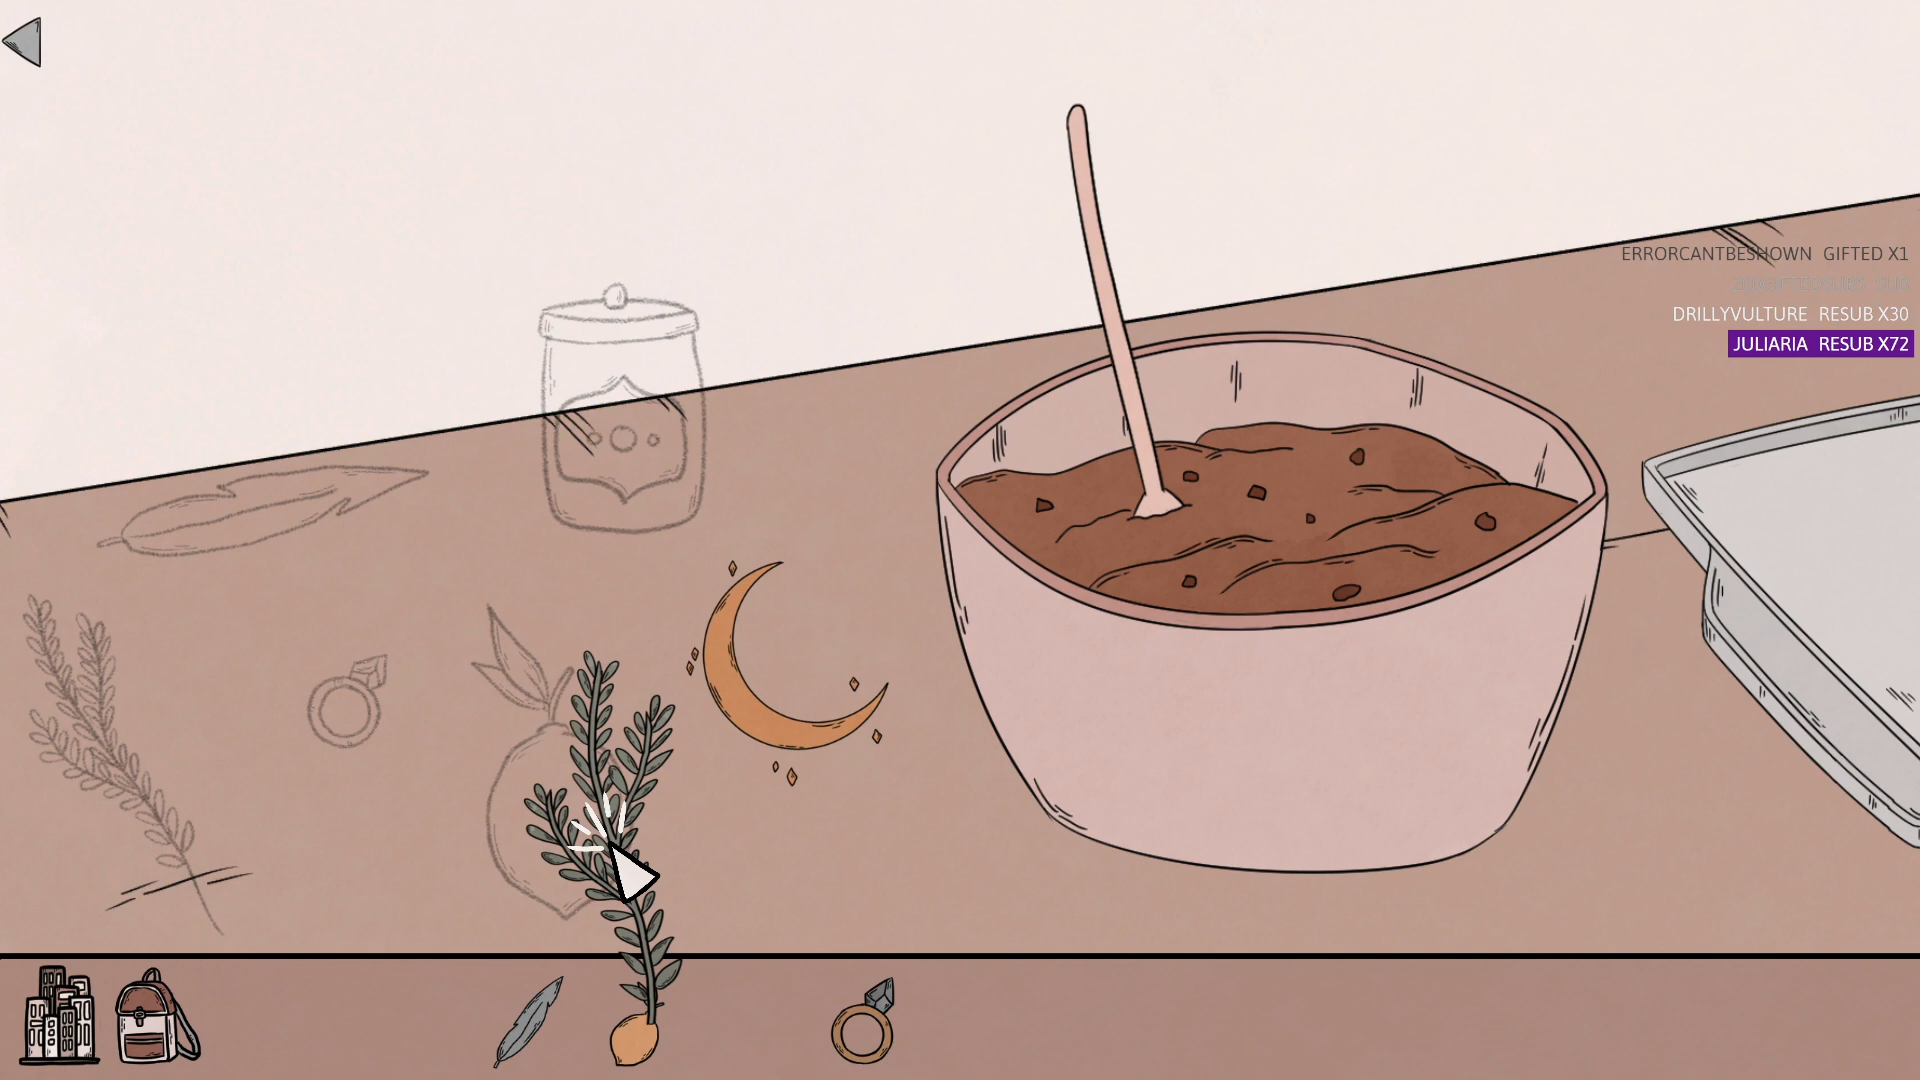 ERRORCANTBESHOWN GIFTED X1
DRILLYVULTURE RESUB X30
JULIARIA RESUB X72